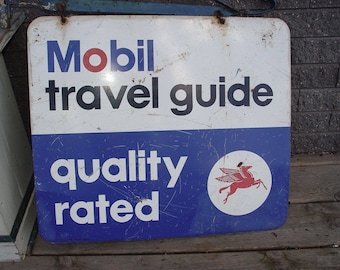 Mobil
travel guide
quality
rated